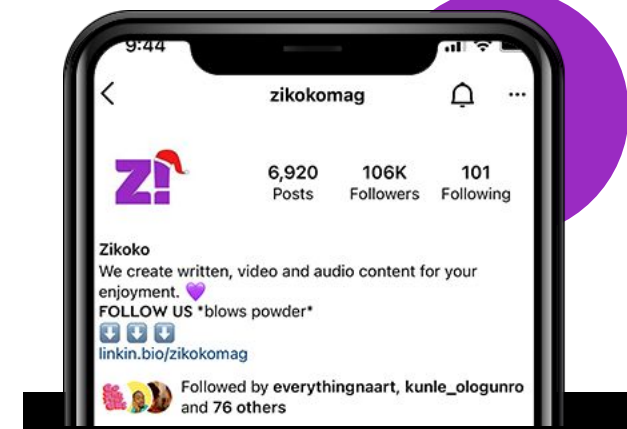 9:44
zikokomag
Z!
6,920 106K 101
Posts Followers Following
Zikoko
We create written, video and audio content for your
enjoyment. 💜
FOLLOW US *blows powder*
⬇️ ⬇️ ⬇️
linkin.bio/zikokomag
Followed by everythingnaart, kunle_ologunro
and 76 others